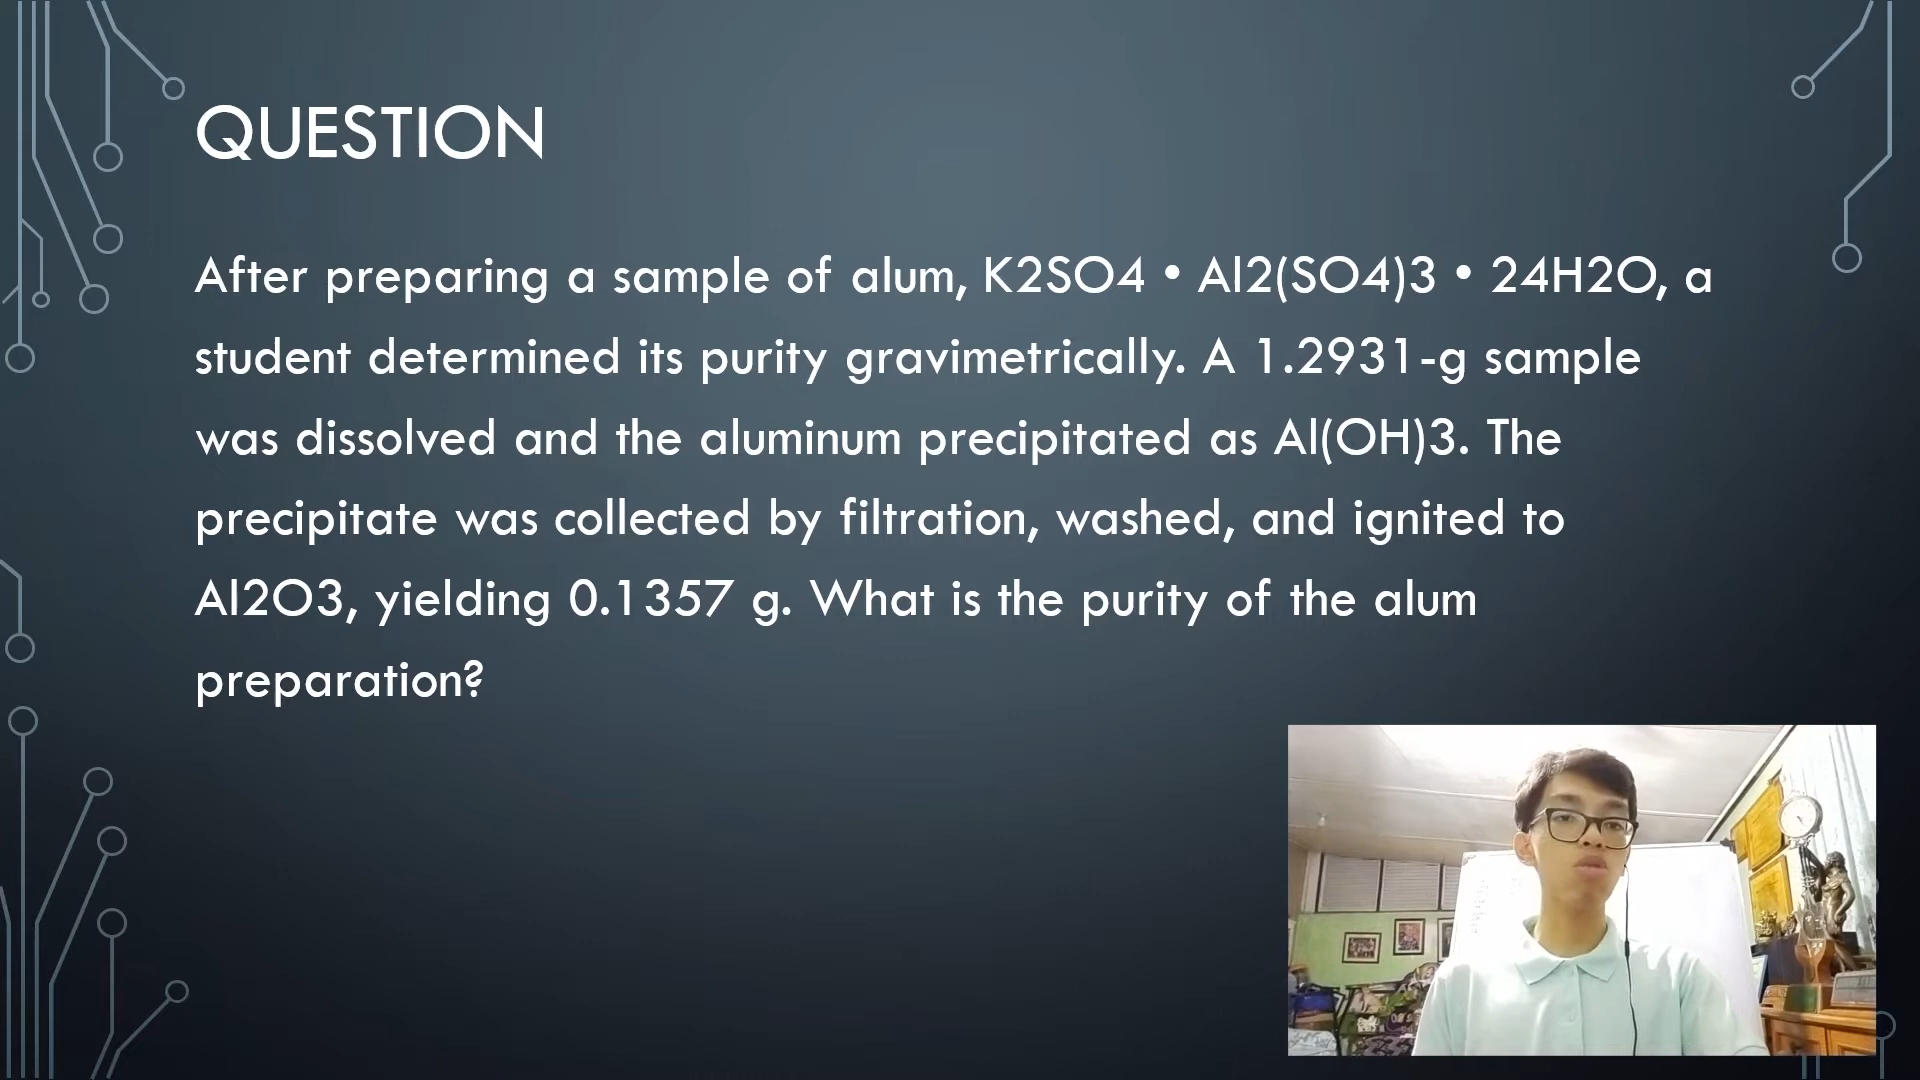 QUESTION
After preparing a sample of alum, K2SO4 • Al2(SO4)3 • 24H2O, a
student determined its purity gravimetrically. A 1.2931-g sample
was dissolved and the aluminum precipitated as Al(OH)3. The
precipitate was collected by filtration, washed, and ignited to
Al2O3, yielding 0.1357 g. What is the purity of the alum
preparation?